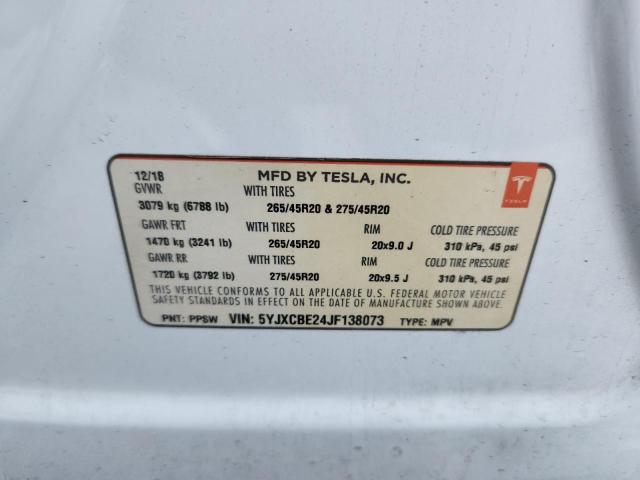 12/18 MFD BY TESLA, INC.
GVWR WITH TIRES
3079 kg (6788 lb) 265/45R20 & 275/45R20
GAWR FRT WITH TIRES RIM COLD TIRE PRESSURE
1470 kg (3241 lb) 265/45R20 20x9.0 J 310 kPa, 45 psi
GAWR RR WITH TIRES RIM COLD TIRE PRESSURE
1720 kg (3792 lb) 275/45R20 20x9.5 J 310 kPa, 45 psi
THIS VEHICLE CONFORMS TO ALL APPLICABLE U.S. FEDERAL MOTOR VEHICLE
SAFETY STANDARDS IN EFFECT ON THE DATE OF MANUFACTURE SHOWN ABOVE.
PNT: PPSW VIN: 5YJXCBE24JF138073 TYPE: MPV
TESLA